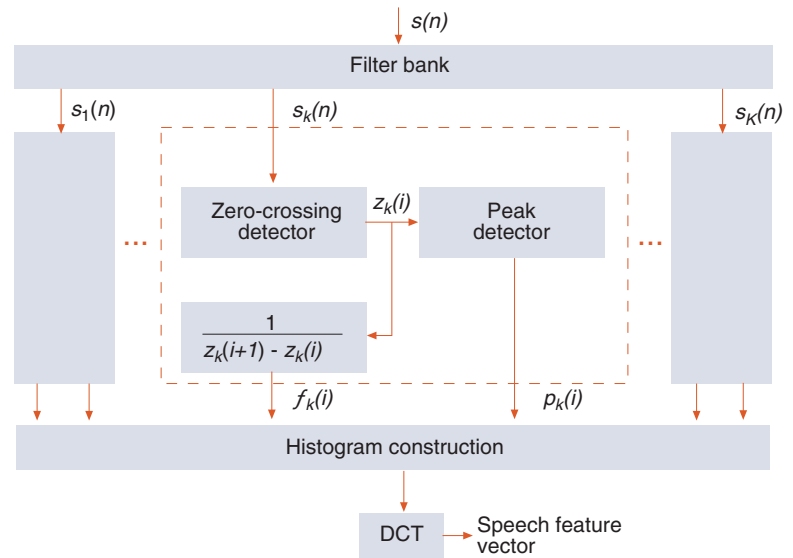 s(n)
Filter bank
s1(n)
sk(n)
sK(n)
Zero-crossing
detector
zk(i)
Peak
detector
...
...
1
zk(i+1) - zk(i)
fk(i)
pk(i)
Histogram construction
DCT
Speech feature
vector